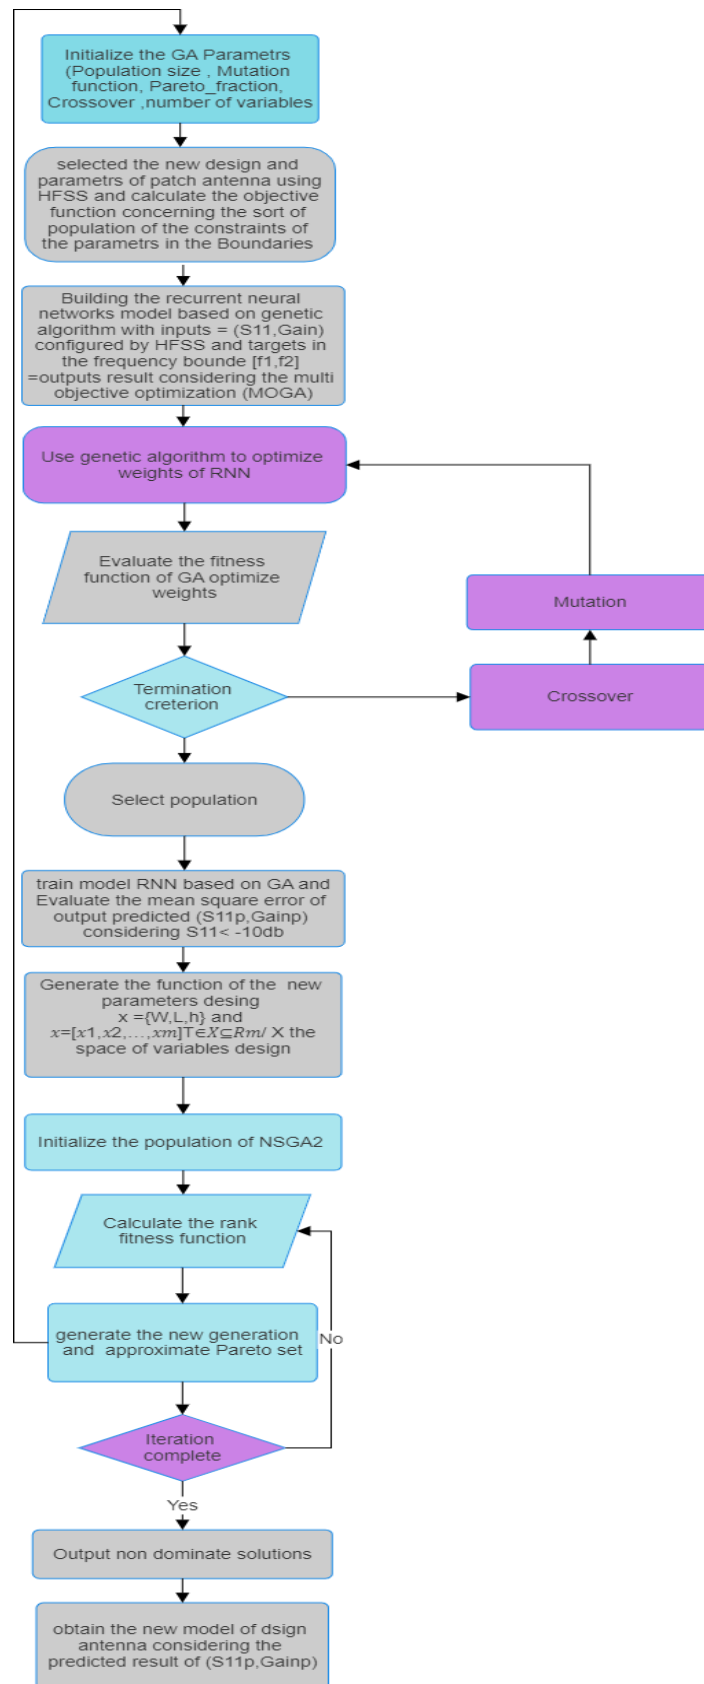 Initialize the GA Parametrs
(Population size , Mutation
function, Pareto_fraction,
Crossover ,number of variables
selected the new design and
parametrs of patch antenna using
HFSS and calculate the objective
function concerning the sort of
population of the constraints of
the parametrs in the Boundaries
Building the recurrent neural
networks model based on genetic
algorithm with inputs = (S11,Gain)
configured by HFSS and targets in
the frequency bounde [f1,f2]
=outputs result considering the multi
objective optimization (MOGA)
Use genetic algorithm to optimize
weights of RNN
Evaluate the fitness
function of GA optimize
weights
Mutation
Termination
creterion
Crossover
Select population
train model RNN based on GA and
Evaluate the mean square error of
output predicted (S11p,Gainp)
considering S11< -10db
Generate the function of the new
parameters desing
x ={W,L,h} and
𝑥=[𝑥1,𝑥2,…,𝑥𝑚]T∈𝑋⊆𝑅𝑚/ X the
space of variables design
Initialize the population of NSGA2
Calculate the rank
fitness function
generate the new generation
and approximate Pareto set
No
Iteration
complete
Yes
Output non dominate solutions
obtain the new model of dsign
antenna considering the
predicted result of (S11p,Gainp)